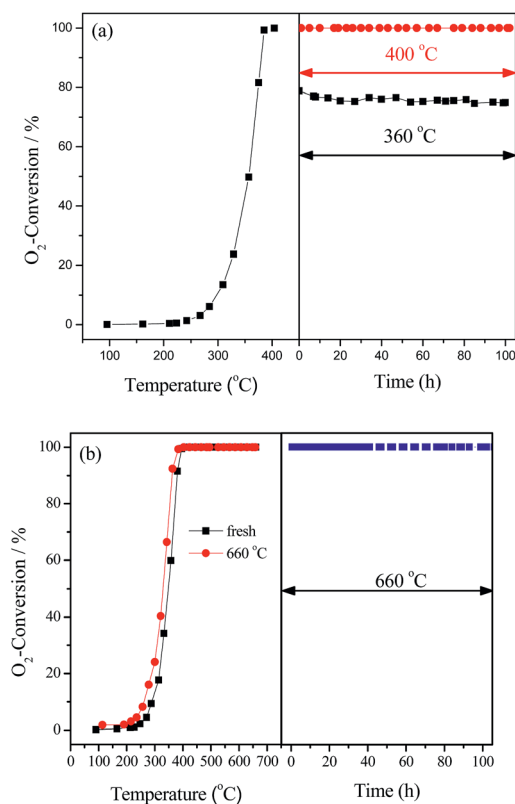 (a)
O₂-Conversion / %
100
80
60
40
20
0
400 °C
360 °C
100 200 300 400
0 20 40 60 80 100
Temperature (°C)
Time (h)
(b)
O₂-Conversion / %
100
80
60
40
20
0
fresh
660 °C
660 °C
0 100 200 300 400 500 600 700
0 20 40 60 80 100
Temperature (°C)
Time (h)